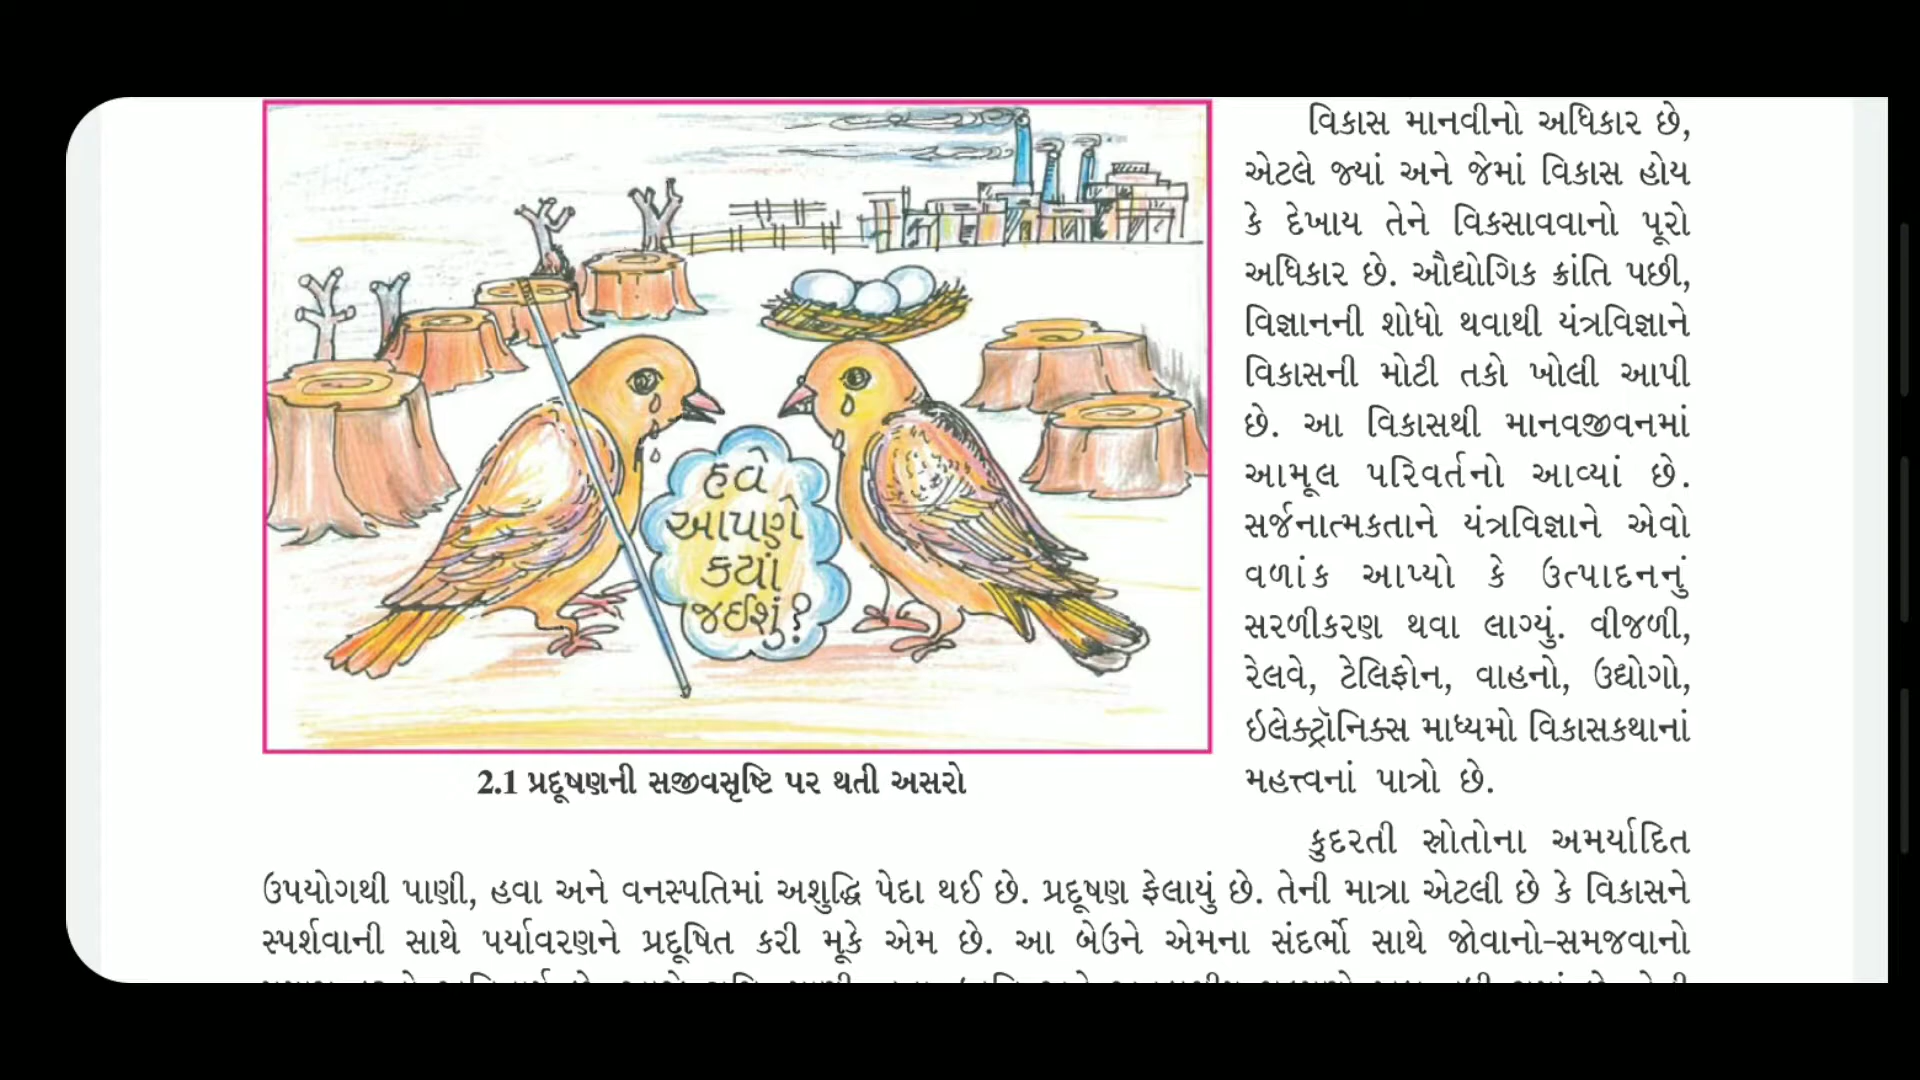 હવે
આપણે
કયાં
જઈશું?
2.1 પ્રદૂષણની સજીવસૃષ્ટિ પર થતી અસરો
વિકાસ માનવીનો અધિકાર છે,
એટલે જ્યાં અને જેમાં વિકાસ હોય
કે દેખાય તેને વિકસાવવાનો પૂરો
અધિકાર છે. ઔદ્યોગિક ક્રાંતિ પછી,
વિજ્ઞાનની શોધો થવાથી યંત્રવિજ્ઞાને
વિકાસની મોટી તકો ખોલી આપી
છે. આ વિકાસથી માનવજીવનમાં
આમૂલ પરિવર્તનો આવ્યાં છે.
સર્જનાત્મકતાને યંત્રવિજ્ઞાને એવો
વળાંક આપ્યો કે ઉત્પાદનનું
સરળીકરણ થવા લાગ્યું. વીજળી,
રેલવે, ટેલિફોન, વાહનો, ઉદ્યોગો,
ઇલેક્ટ્રૉનિક્સ માધ્યમો વિકાસકથાનાં
મહત્ત્વનાં પાત્રો છે.
કુદરતી સ્રોતોના અમર્યાદિત
ઉપયોગથી પાણી, હવા અને વનસ્પતિમાં અશુદ્ધિ પેદા થઈ છે. પ્રદૂષણ ફેલાયું છે. તેની માત્રા એટલી છે કે વિકાસને
સ્પર્શવાની સાથે પર્યાવરણને પ્રદૂષિત કરી મૂકે એમ છે. આ બેઉને એમના સંદર્ભો સાથે જોવાનો-સમજવાનો